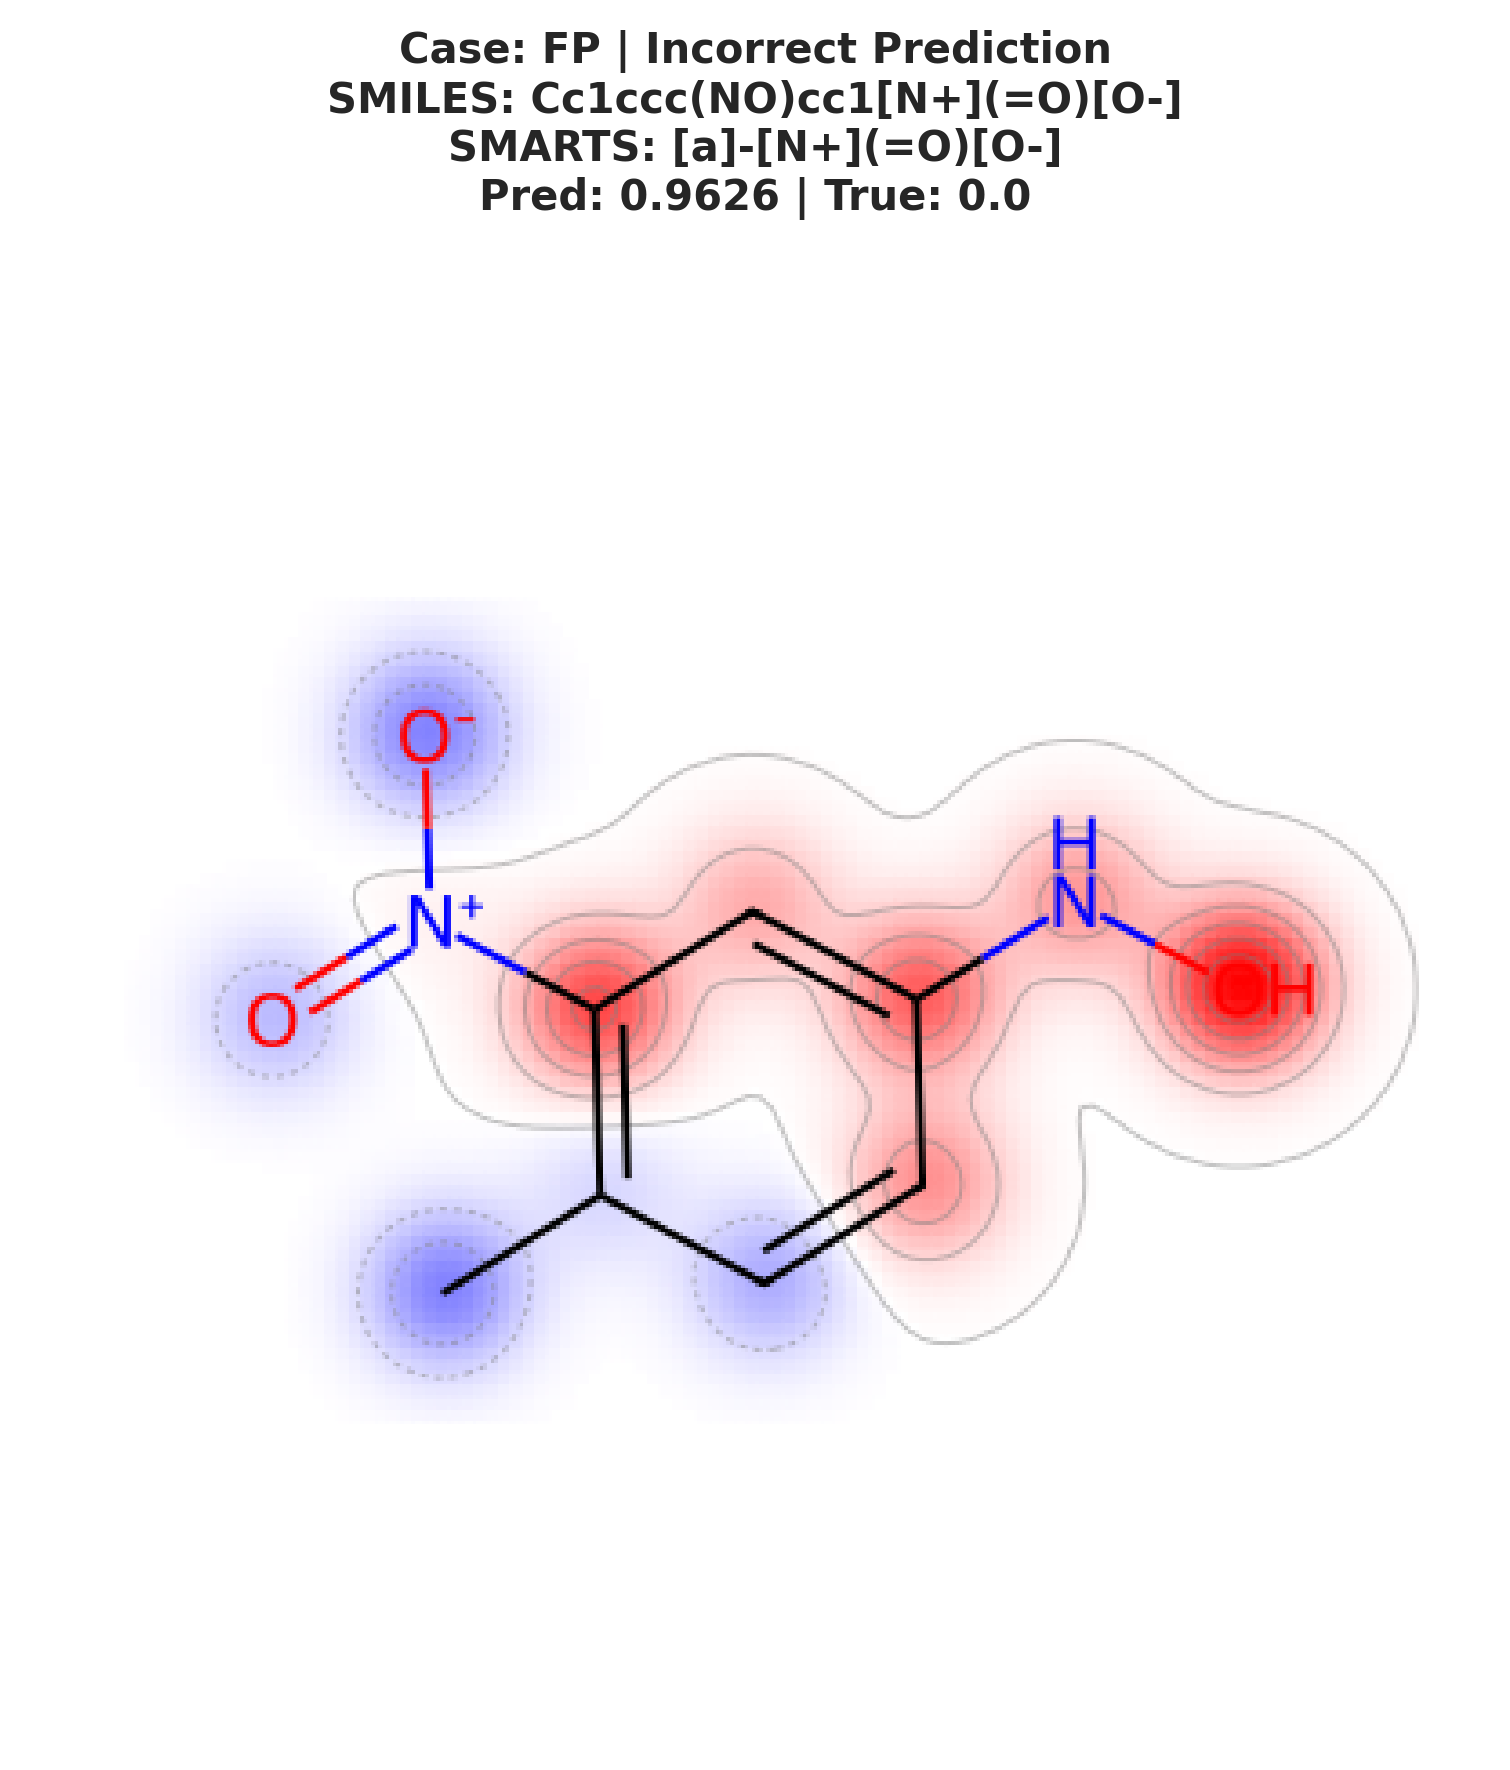 Case: FP | Incorrect Prediction
SMILES: Cc1ccc(NO)cc1[N+](=O)[O-]
SMARTS: [a]-[N+](=O)[O-]
Pred: 0.9626 | True: 0.0
O⁻
H
N⁺
N
OH
O